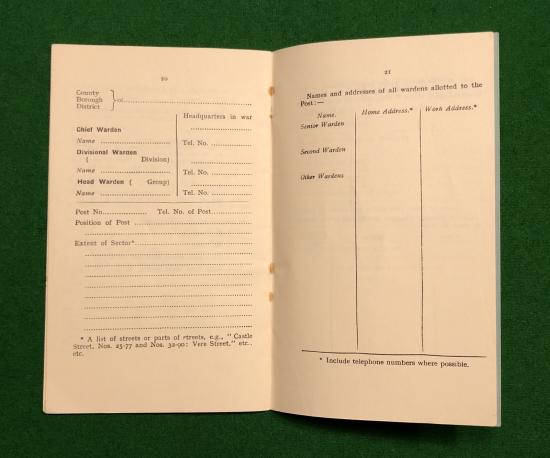 20
County
Borough } of
District
Headquarters in war
Chief Warden
Name Tel. No.
Divisional Warden
( Division)
Name Tel. No.
Head Warden ( Group)
Name Tel. No.
Post No. Tel. No. of Post
Position of Post
Extent of Sector*
* A list of streets or parts of streets, e.g., " Castle
Street, Nos. 25-77 and Nos. 32-90; Vere Street," etc.,
etc.
21
Names and addresses of all wardens allotted to the
Post:—
Name. Home Address.* Work Address.*
Senior Warden
Second Warden
Other Wardens
* Include telephone numbers where possible.